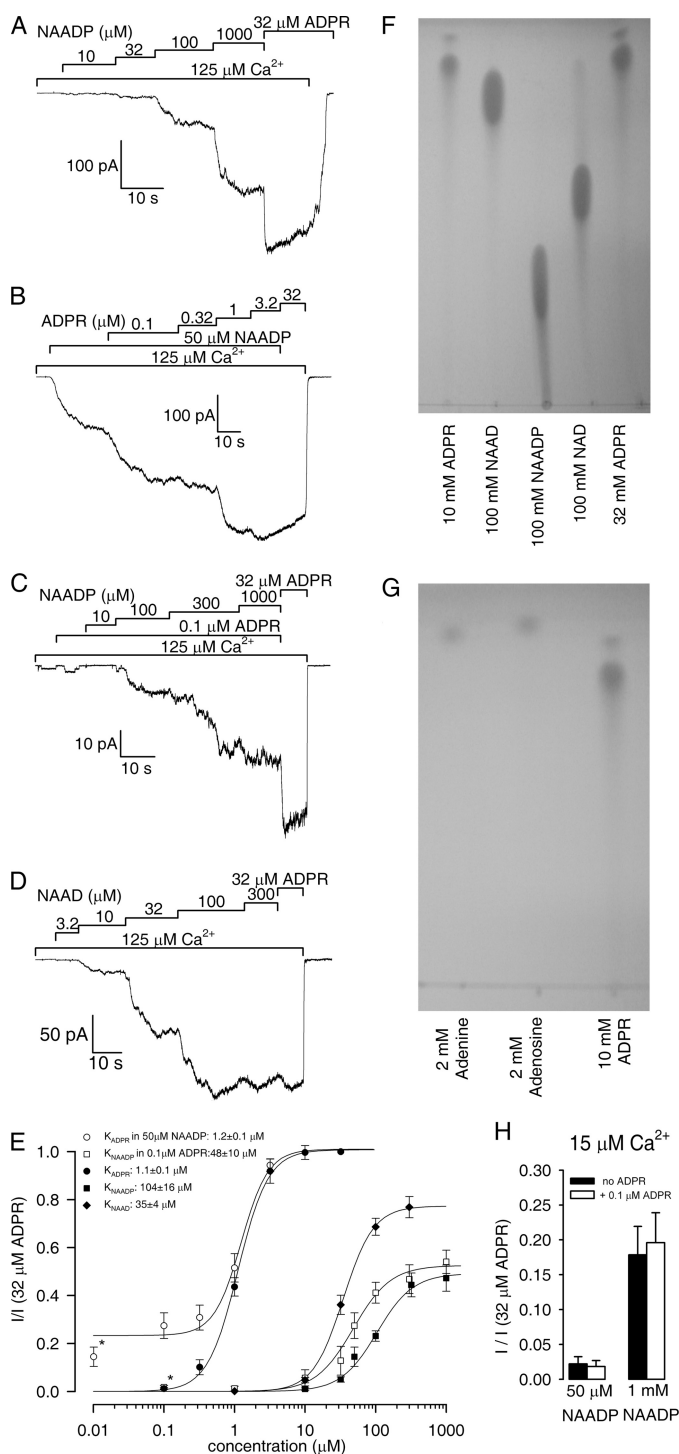 A
NAADP (μM)
10
32
100
1000
32 μM ADPR
125 μM Ca2+
100 pA
10 s
B
ADPR (μM)
0.1
0.32
1
3.2
32
50 μM NAADP
125 μM Ca2+
100 pA
10 s
C
NAADP (μM)
10
100
300
1000
32 μM ADPR
0.1 μM ADPR
125 μM Ca2+
10 pA
10 s
D
NAAD (μM)
3.2
10
32
100
300
32 μM ADPR
125 μM Ca2+
50 pA
10 s
E
KADPR in 50μM NAADP: 1.2±0.1 μM
KNAADP in 0.1μM ADPR:48±10 μM
KADPR: 1.1±0.1 μM
KNAADP: 104±16 μM
KNAAD: 35±4 μM
I/I (32 μM ADPR)
1.0
0.8
0.6
0.4
0.2
0.0
*
*
0.01 0.1 1 10 100 1000
concentration (μM)
F
10 mM ADPR
100 mM NAAD
100 mM NAADP
100 mM NAD
32 mM ADPR
G
2 mM
Adenine
2 mM
Adenosine
10 mM
ADPR
H
15 μM Ca2+
no ADPR
+ 0.1 μM ADPR
I / I (32 μM ADPR)
0.30
0.25
0.20
0.15
0.10
0.05
0.00
50 μM
NAADP
1 mM
NAADP